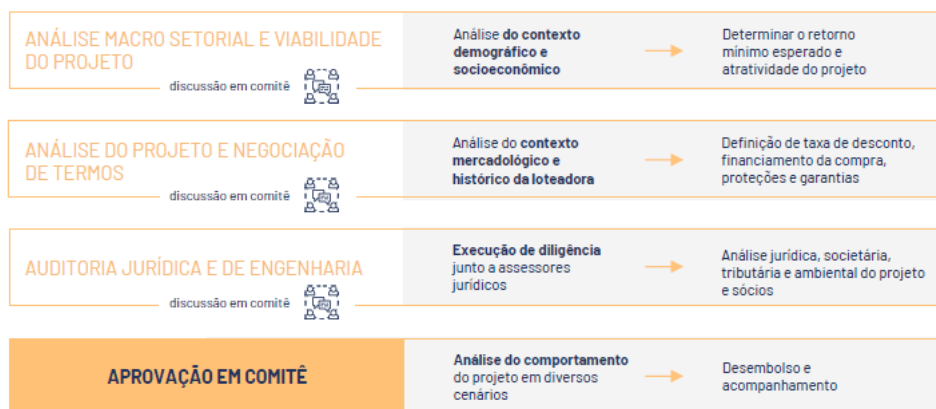 ANÁLISE MACRO SETORIAL E VIABILIDADE
DO PROJETO
discussão em comitê
Análise do contexto
demográfico e
socioeconômico
Determinar o retorno
mínimo esperado e
atratividade do projeto
ANÁLISE DO PROJETO E NEGOCIAÇÃO
DE TERMOS
discussão em comitê
Análise do contexto
mercadológico e
histórico da loteadora
Definição de taxa de desconto,
financiamento da compra,
proteções e garantias
AUDITORIA JURÍDICA E DE ENGENHARIA
discussão em comitê
Execução de diligência
junto a assessores
jurídicos
Análise jurídica, societária,
tributária e ambiental do projeto
e sócios
APROVAÇÃO EM COMITÊ
Análise do comportamento
do projeto em diversos
cenários
Desembolso e
acompanhamento